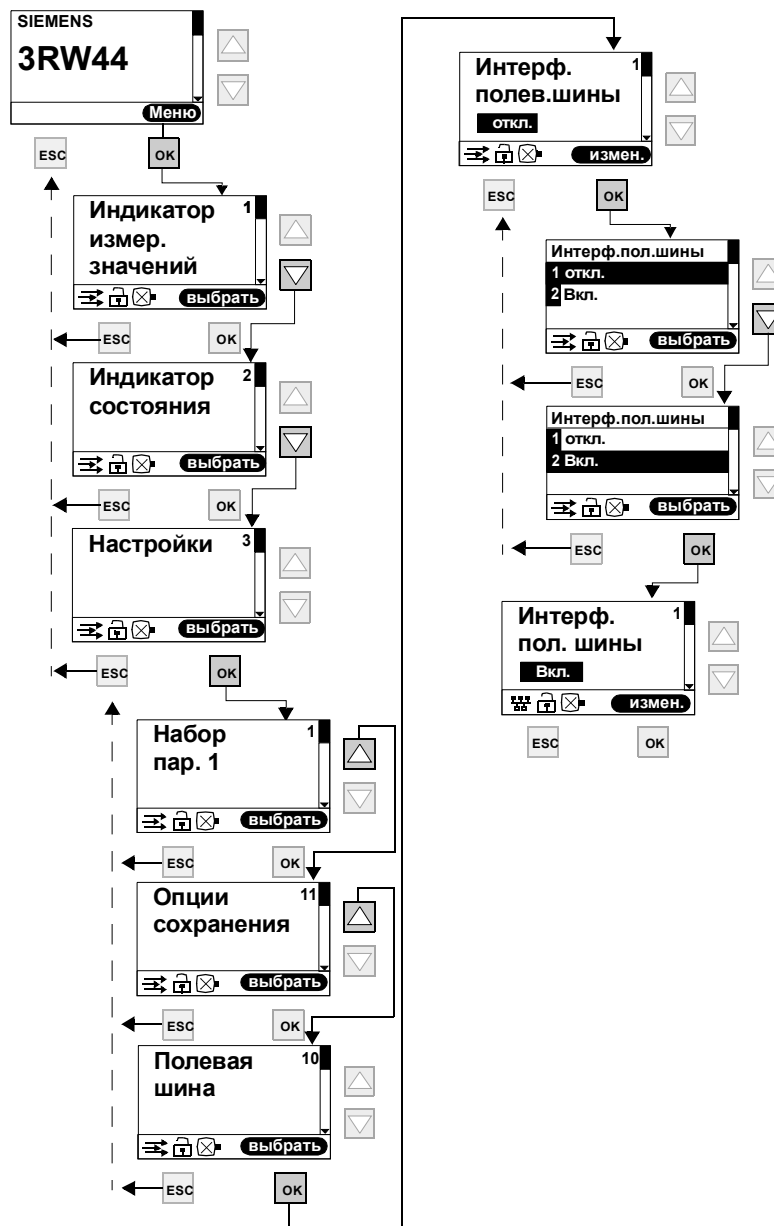 SIEMENS
3RW44
Меню
ESC
OK
Индикатор 1
измер.
значений
выбрать
ESC
OK
Индикатор 2
состояния
выбрать
ESC
OK
Настройки 3
выбрать
ESC
OK
Набор 1
пар. 1
выбрать
ESC
OK
Опции 11
сохранения
выбрать
ESC
OK
Полевая 10
шина
выбрать
ESC
OK
Интерф. 1
полев.шины
откл.
измен.
ESC
OK
Интерф.пол.шины
1 откл.
2 Вкл.
выбрать
ESC
OK
Интерф.пол.шины
1 откл.
2 Вкл.
выбрать
ESC
OK
Интерф. 1
пол. шины
Вкл.
измен.
ESC
OK